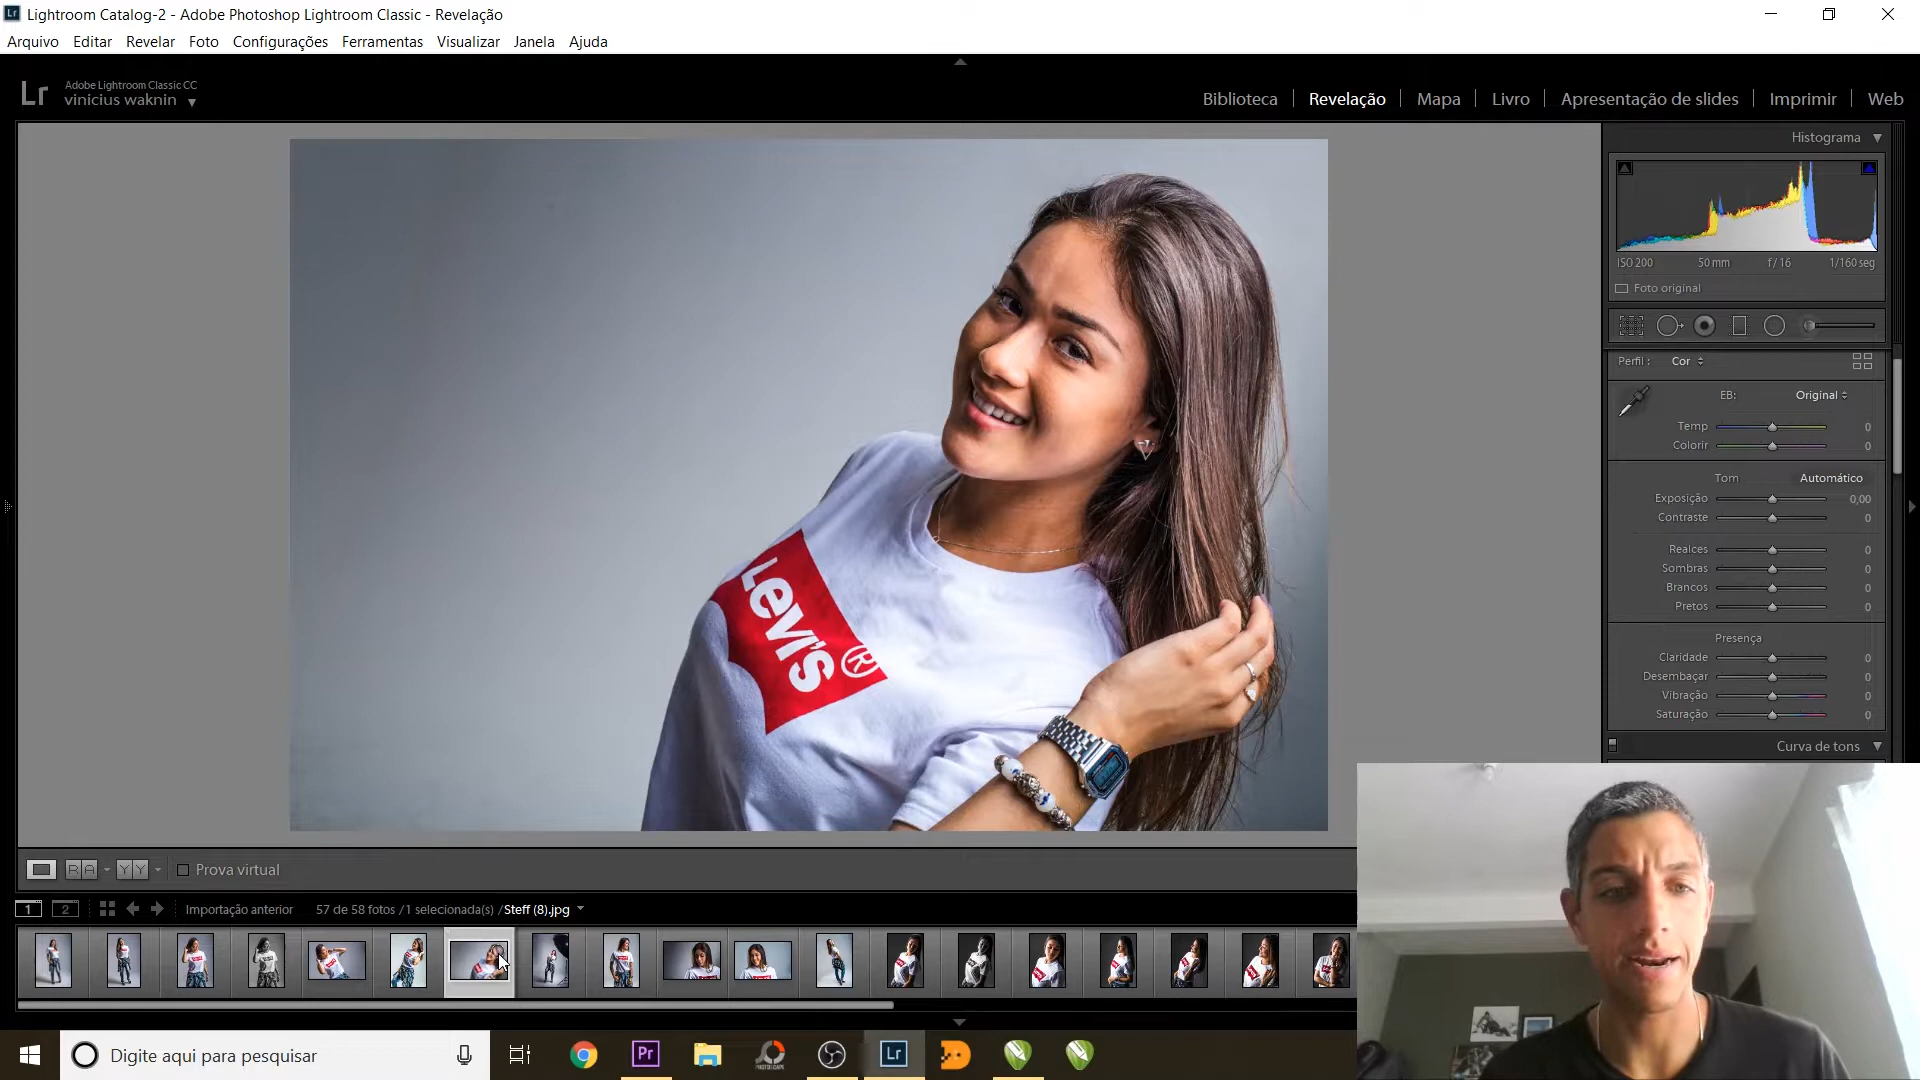 Lightroom Catalog-2 - Adobe Photoshop Lightroom Classic - Revelação
Arquivo Editar Revelar Foto Configurações Ferramentas Visualizar Janela Ajuda
Lr
Adobe Lightroom Classic CC
vinicius waknin
Biblioteca Revelação Mapa Livro Apresentação de slides Imprimir Web
Histograma
ISO 200 50 mm f / 16 1/160 seg
Foto original
Perfil : Cor
EB: Original
Temp 0
Colorir 0
Tom Automático
Exposição 0,00
Contraste 0
Realces 0
Sombras 0
Brancos 0
Pretos 0
Presença
Claridade 0
Desembaçar 0
Vibração 0
Saturação 0
Curva de tons
Levi's ®
R A Y Y Prova virtual
1 2 Importação anterior 57 de 58 fotos / 1 selecionada(s) / Steff (8).jpg
Digite aqui para pesquisar
Pr
Lr